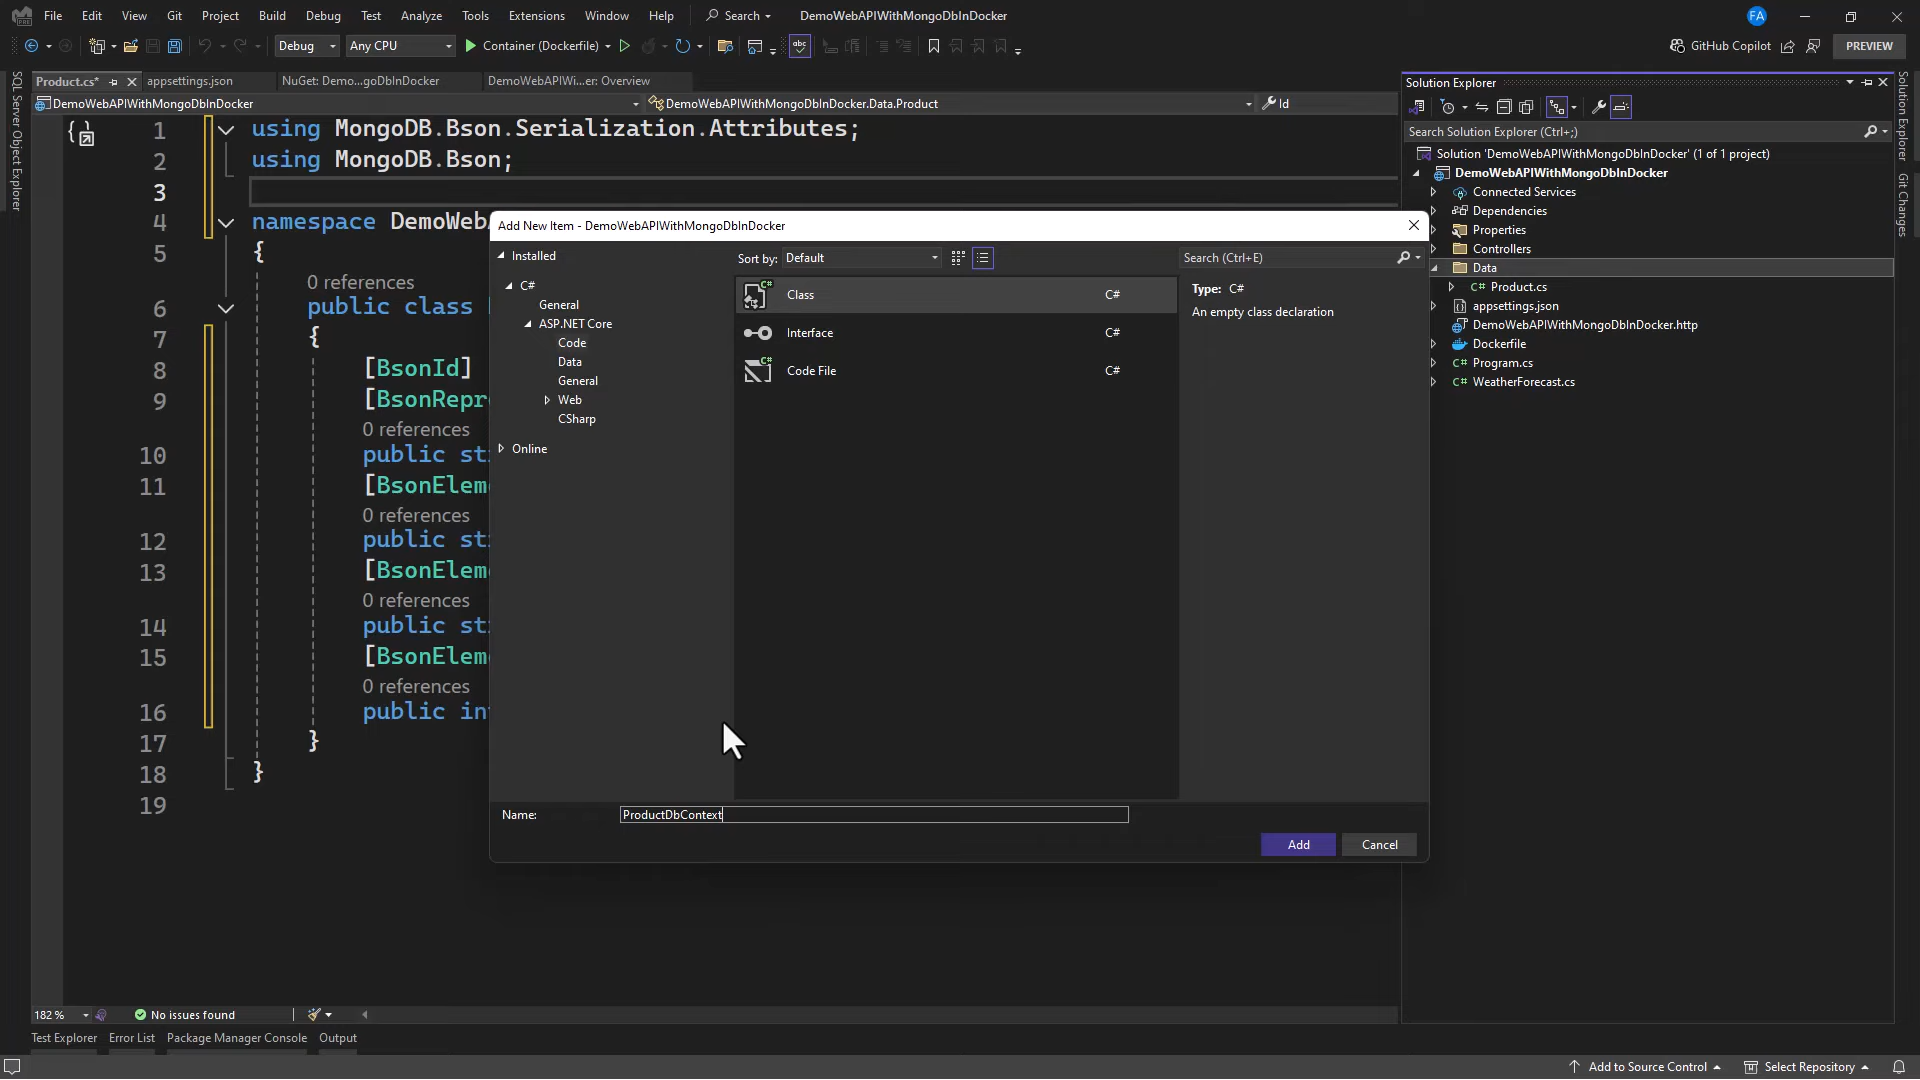 File Edit View Git Project Build Debug Test Analyze Tools Extensions Window Help Search DemoWebAPIWithMongoDbInDocker FA
Debug Any CPU Container (Dockerfile) abc GitHub Copilot PREVIEW
SQL Server Object Explorer
Product.cs* appsettings.json NuGet: Demo...goDbInDocker DemoWebAPIWi...er: Overview
DemoWebAPIWithMongoDbInDocker DemoWebAPIWithMongoDbInDocker.Data.Product Id
1 using MongoDB.Bson.Serialization.Attributes;
2 using MongoDB.Bson;
3
4 namespace DemoWeb
5 {
0 references
6 public class
7 {
8 [BsonId]
9 [BsonRepr
0 references
10 public st
11 [BsonElem
0 references
12 public st
13 [BsonElem
0 references
14 public st
15 [BsonElem
0 references
16 public in
17 }
18 }
19
Add New Item - DemoWebAPIWithMongoDbInDocker
Installed
C#
General
ASP.NET Core
Code
Data
General
Web
CSharp
Online
Sort by: Default
Class C#
Interface C#
Code File C#
Search (Ctrl+E)
Type: C#
An empty class declaration
Name: ProductDbContext
Add Cancel
Solution Explorer
Search Solution Explorer (Ctrl+;)
Solution 'DemoWebAPIWithMongoDbInDocker' (1 of 1 project)
DemoWebAPIWithMongoDbInDocker
Connected Services
Dependencies
Properties
Controllers
Data
C# Product.cs
appsettings.json
DemoWebAPIWithMongoDbInDocker.http
Dockerfile
C# Program.cs
C# WeatherForecast.cs
Solution Explorer
Git Changes
182 % No issues found
Test Explorer Error List Package Manager Console Output
Add to Source Control Select Repository